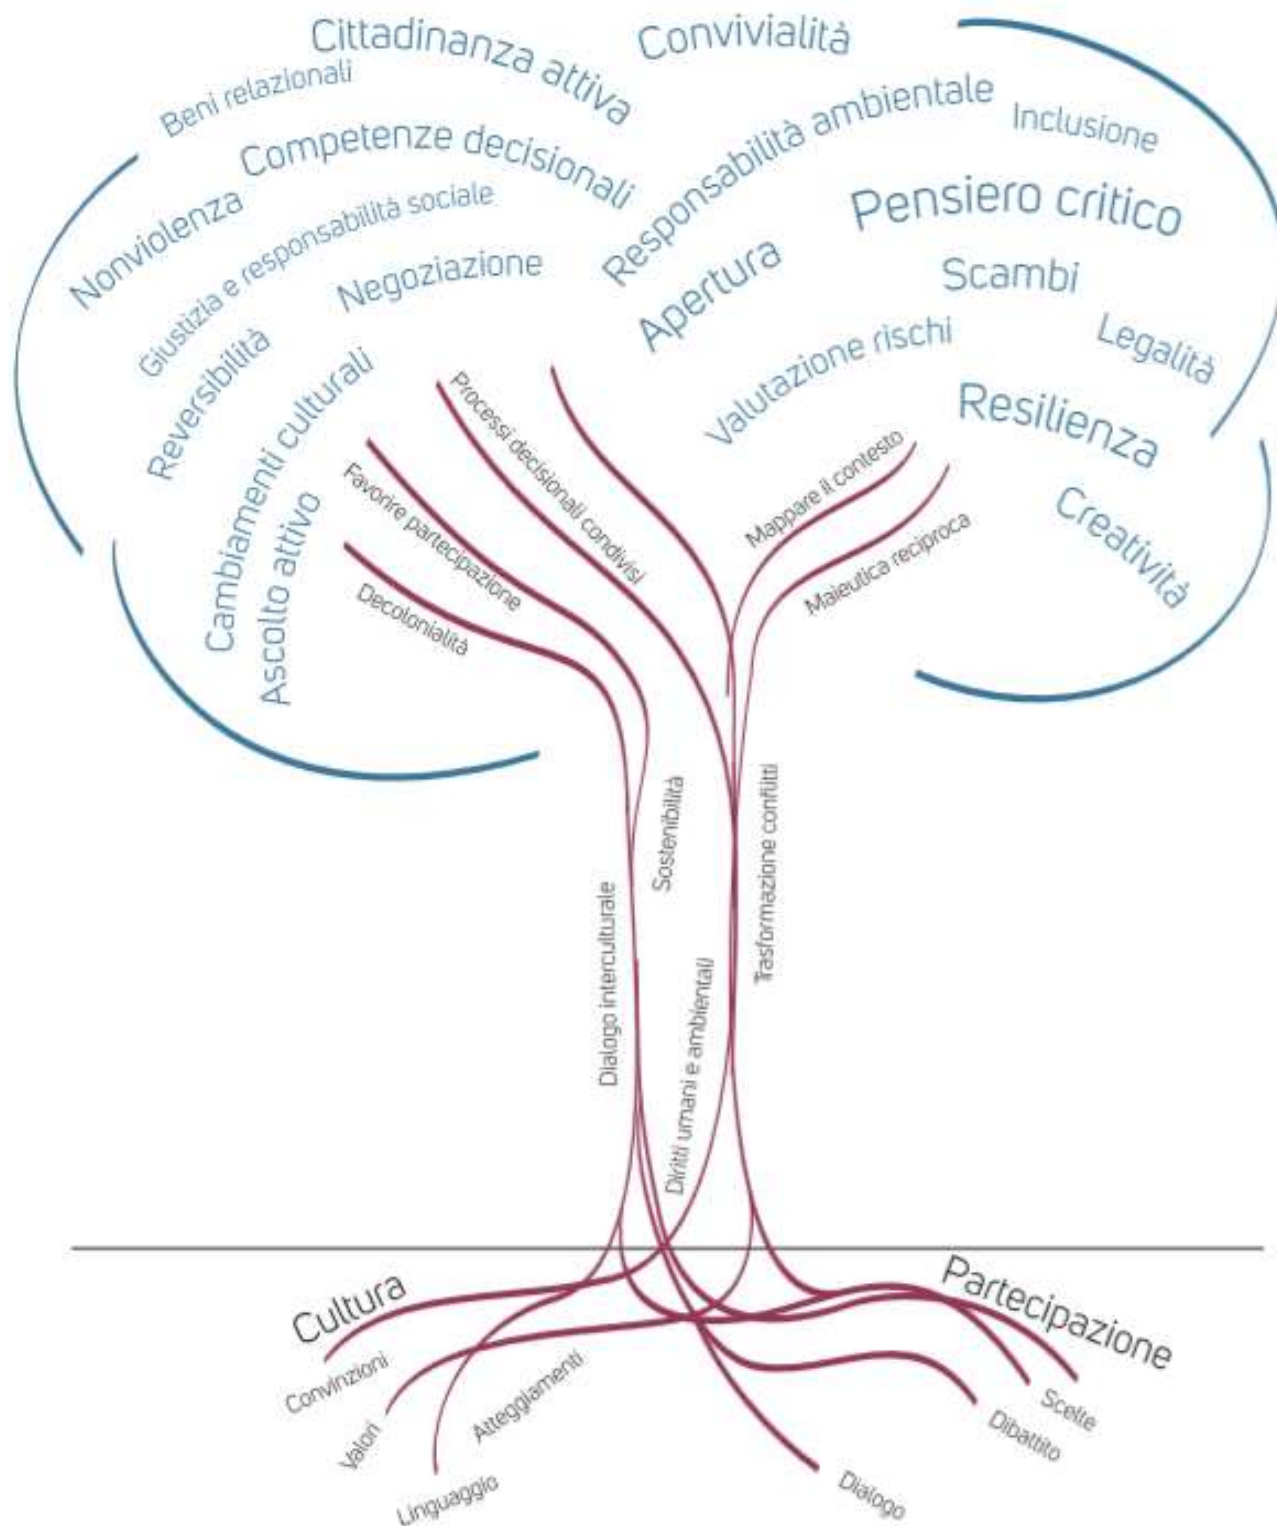 Cittadinanza attiva
Convivialità
Beni relazionali
Competenze decisionali
Responsabilità ambientale
Inclusione
Nonviolenza
Giustizia e responsabilità sociale
Pensiero critico
Negoziazione
Apertura
Scambi
Reversibilità
Valutazione rischi
Legalità
Cambiamenti culturali
Resilienza
Ascolto attivo
Creatività
Processi decisionali condivisi
Favorire partecipazione
Decolonialità
Mappare il contesto
Maieutica reciproca
Sostenibilità
Trasformazione conflitti
Dialogo interculturale
Diritti umani e ambientali
Cultura
Partecipazione
Convinzioni
Valori
Atteggiamenti
Linguaggio
Scelte
Dibattito
Dialogo